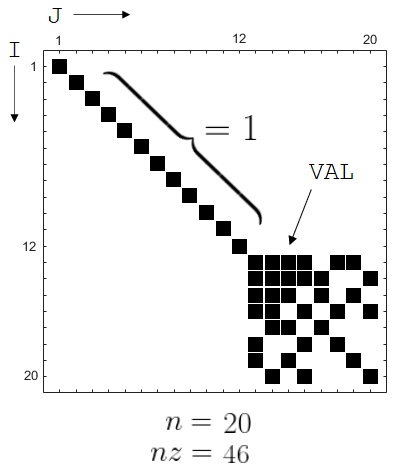 J
1 12 20
I
1
= 1
VAL
12
20
n = 20
nz = 46